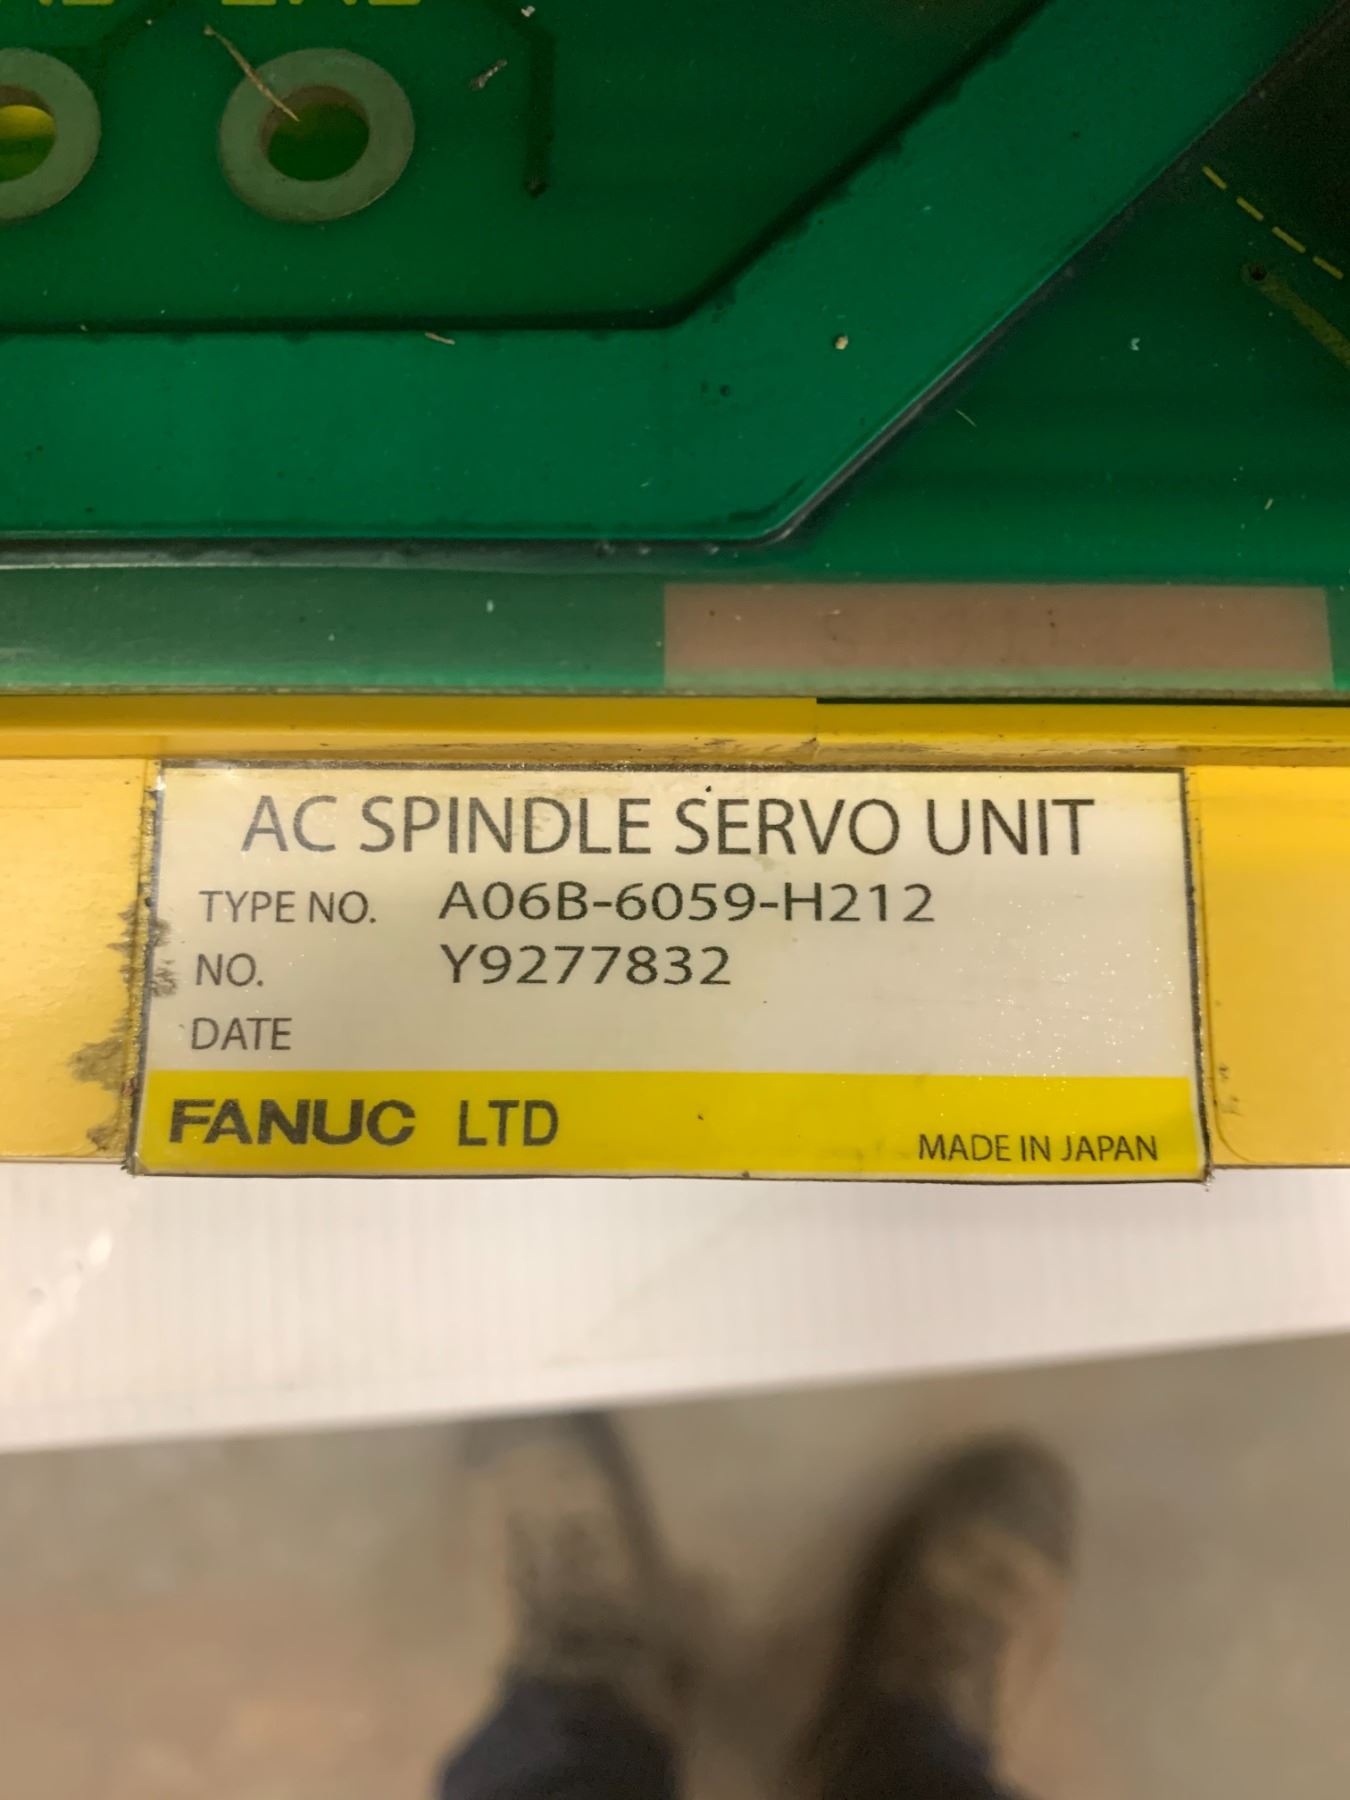 AC SPINDLE SERVO UNIT
TYPE NO. A06B-6059-H212
NO. Y9277832
DATE
FANUC LTD
MADE IN JAPAN